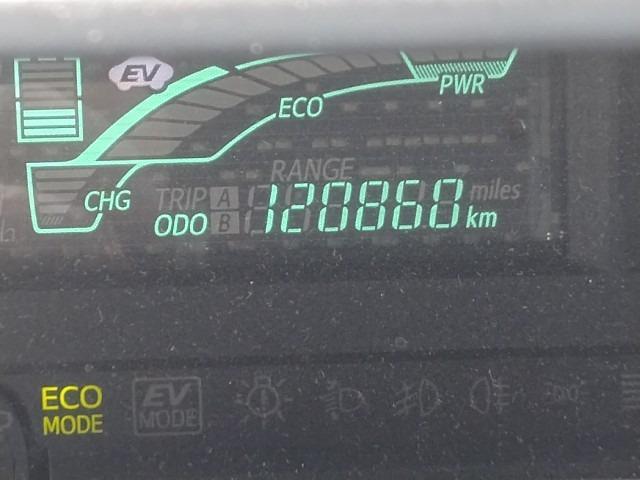 EV
PWR
ECO
RANGE
CHG
TRIP A miles
ODO B 120860 km
ECO
MODE
EV
MODE